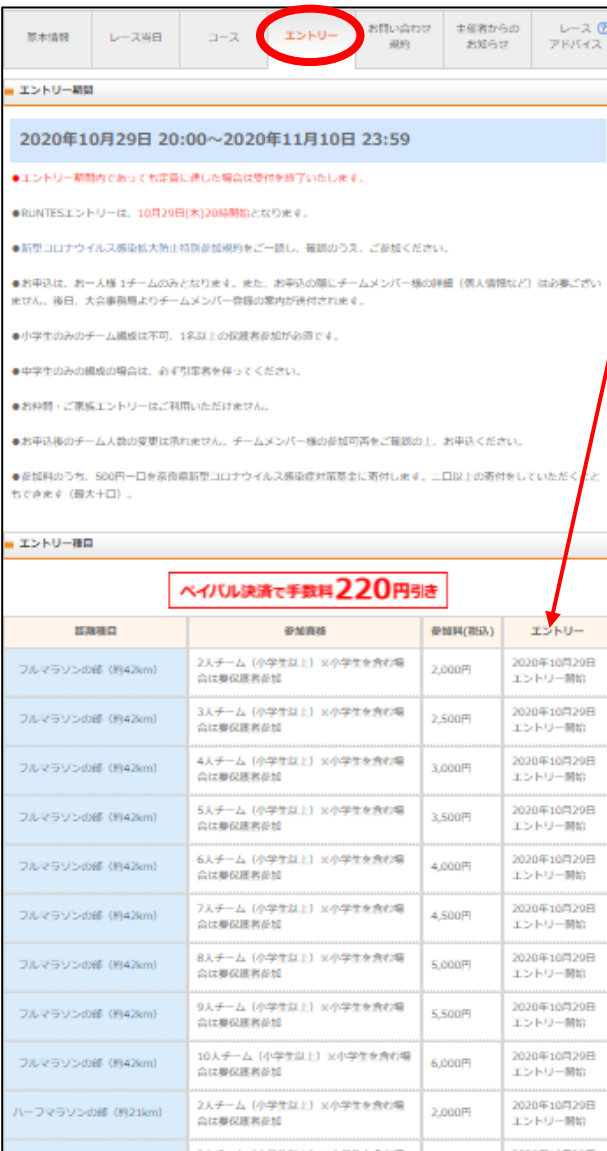 基本情報
レース当日
コース
エントリー
お問い合わせ
規約
主催者からの
お知らせ
レース ?
アドバイス
エントリー期間
2020年10月29日 20:00～2020年11月10日 23:59
●エントリー期間内であっても定員に達した場合は受付を終了いたします。
●RUNTESエントリーは、10月29日(木)20時開始となります。
●新型コロナウイルス感染拡大防止特別参加規約をご一読し、確認のうえ、ご参加ください。
●お申込は、お一人様 1チームのみとなります。また、お申込の際にチームメンバー様の詳細（個人情報など）は必要ござい
ません。後日、大会事務局よりチームメンバー登録の案内が送付されます。
●小学生のみのチーム編成は不可、1名以上の保護者参加が必須です。
●中学生のみの編成の場合は、必ず引率者を伴ってください。
●お仲間・ご家族エントリーはご利用いただけません。
●お申込後のチーム人数の変更は承れません。チームメンバー様の参加可否をご確認の上、お申込ください。
●参加料のうち、500円一口を奈良県新型コロナウイルス感染症対策基金に寄付します。二口以上の寄付をしていただくこと
もできます（最大十口）。
エントリー種目
ペイパル決済で手数料220円引き
距離種目 参加資格 参加料(税込) エントリー
フルマラソンの部（約42km） 2人チーム（小学生以上）※小学生を含む場 2,000円 2020年10月29日
合は要保護者参加 エントリー開始
フルマラソンの部（約42km） 3人チーム（小学生以上）※小学生を含む場 2,500円 2020年10月29日
合は要保護者参加 エントリー開始
フルマラソンの部（約42km） 4人チーム（小学生以上）※小学生を含む場 3,000円 2020年10月29日
合は要保護者参加 エントリー開始
フルマラソンの部（約42km） 5人チーム（小学生以上）※小学生を含む場 3,500円 2020年10月29日
合は要保護者参加 エントリー開始
フルマラソンの部（約42km） 6人チーム（小学生以上）※小学生を含む場 4,000円 2020年10月29日
合は要保護者参加 エントリー開始
フルマラソンの部（約42km） 7人チーム（小学生以上）※小学生を含む場 4,500円 2020年10月29日
合は要保護者参加 エントリー開始
フルマラソンの部（約42km） 8人チーム（小学生以上）※小学生を含む場 5,000円 2020年10月29日
合は要保護者参加 エントリー開始
フルマラソンの部（約42km） 9人チーム（小学生以上）※小学生を含む場 5,500円 2020年10月29日
合は要保護者参加 エントリー開始
フルマラソンの部（約42km） 10人チーム（小学生以上）※小学生を含む場 6,000円 2020年10月29日
合は要保護者参加 エントリー開始
ハーフマラソンの部（約21km） 2人チーム（小学生以上）※小学生を含む場 2,000円 2020年10月29日
合は要保護者参加 エントリー開始